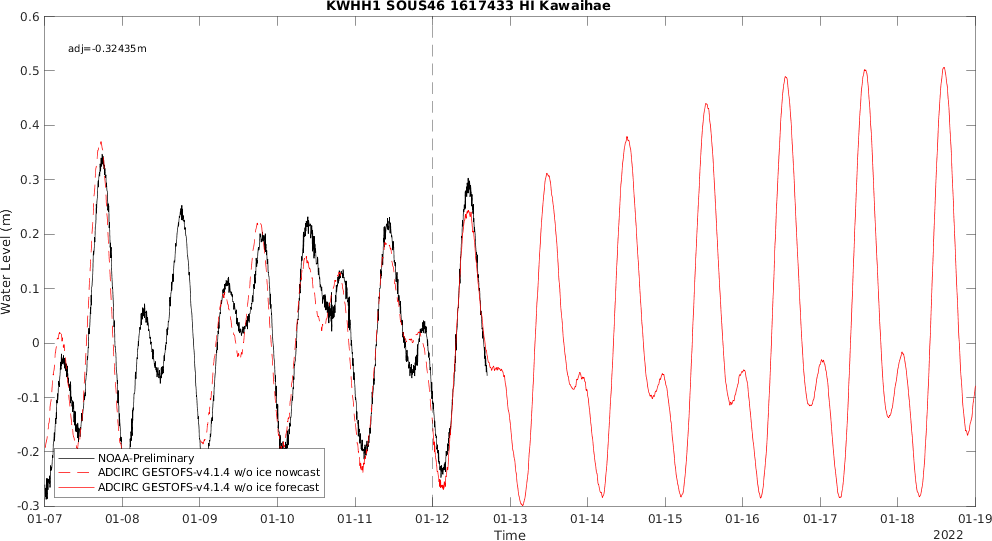 KWHH1 SOUS46 1617433 HI Kawaihae
adj=-0.32435m
Water Level (m)
0.6
0.5
0.4
0.3
0.2
0.1
0
-0.1
-0.2
-0.3
NOAA-Preliminary
ADCIRC GESTOFS-v4.1.4 w/o ice nowcast
ADCIRC GESTOFS-v4.1.4 w/o ice forecast
01-07 01-08 01-09 01-10 01-11 01-12 01-13 01-14 01-15 01-16 01-17 01-18 01-19
Time
2022